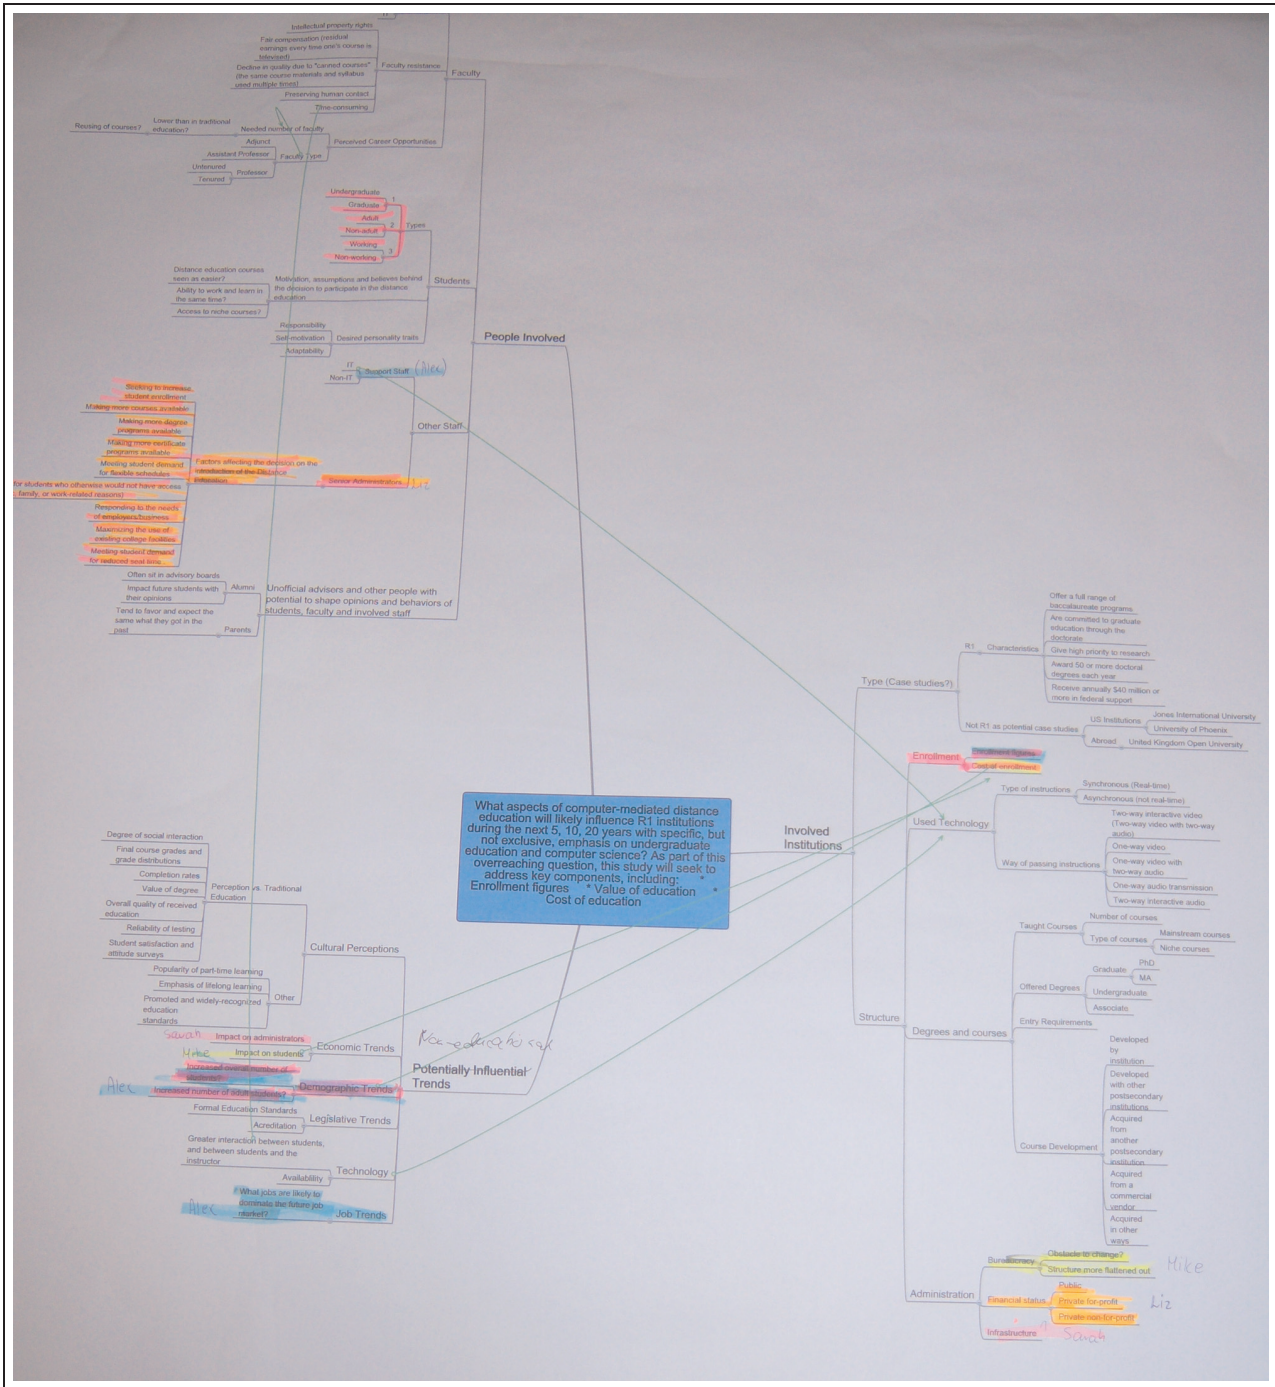 IT
Intellectual property rights
Fair compensation (residual
earnings every time one's course is
televised)
Decline in quality due to "canned courses"
(the same course materials and syllabus
used multiple times)
Preserving human contact
Time-consuming
Faculty resistance
Faculty
Reusing of courses?
Lower than in traditional
education?
Needed number of faculty
Adjunct
Assistant Professor
Untenured
Tenured
Professor
Faculty Type
Perceived Career Opportunities
Undergraduate
Graduate
1
Adult
Non-adult
2
Working
Non-working
3
Types
Distance education courses
seen as easier?
Ability to work and learn in
the same time?
Access to niche courses?
Motivation, assumptions and believes behind
the decision to participate in the distance
education
Students
Responsibility
Self-motivation
Adaptability
Desired personality traits
People Involved
IT
Non-IT
Support Staff
(Alex)
Other Staff
Seeking to increase
student enrollment
Making more courses available
Making more degree
programs available
Making more certificate
programs available
Meeting student demand
for flexible schedules
for students who otherwise would not have access
, family, or work-related reasons)
Responding to the needs
of employers/business
Maximizing the use of
existing college facilities
Meeting student demand
for reduced seat time
Factors affecting the decision on the
introduction of the Distance
education
Senior Administrators
Liz
Often sit in advisory boards
Impact future students with
their opinions
Alumni
Tend to favor and expect the
same what they got in the
past
Parents
Unofficial advisers and other people with
potential to shape opinions and behaviors of
students, faculty and involved staff
What aspects of computer-mediated distance
education will likely influence R1 institutions
during the next 5, 10, 20 years with specific, but
not exclusive, emphasis on undergraduate
education and computer science? As part of this
overreaching question, this study will seek to
address key components, including: *
Enrollment figures * Value of education *
Cost of education
Degree of social interaction
Final course grades and
grade distributions
Completion rates
Value of degree
Overall quality of received
education
Reliability of testing
Student satisfaction and
attitude surveys
Perception vs. Traditional
Education
Cultural Perceptions
Popularity of part-time learning
Emphasis of lifelong learning
Promoted and widely-recognized
education
standards
Other
Sarah
Impact on administrators
Mike
Impact on students
Economic Trends
Non-educational
Potentially Influential
Trends
Increased overall number of
students?
Alex
Increased number of adult students?
Demographic Trends
Formal Education Standards
Acreditation
Legislative Trends
Greater interaction between students,
and between students and the
instructor
Availability
Technology
Alex
What jobs are likely to
dominate the future job
market?
Job Trends
Involved
Institutions
Type (Case studies?)
R1
Characteristics
Offer a full range of
baccalaureate programs
Are committed to graduate
education through the
doctorate
Give high priority to research
Award 50 or more doctoral
degrees each year
Receive annually $40 million or
more in federal support
Not R1 as potential case studies
US Institutions
Jones International University
University of Phoenix
Abroad
United Kingdom Open University
Structure
Enrollment
Enrollment figures
Cost of enrollment
Used Technology
Type of instructions
Synchronous (Real-time)
Asynchronous (not real-time)
Way of passing instructions
Two-way interactive video
(Two-way video with two-way
audio)
One-way video
One-way video with
two-way audio
One-way audio transmission
Two-way interactive audio
Degrees and courses
Taught Courses
Number of courses
Type of courses
Mainstream courses
Niche courses
Offered Degrees
Graduate
PhD
MA
Undergraduate
Associate
Entry Requirements
Course Development
Developed
by
institution
Developed
with other
postsecondary
institutions
Acquired
from
another
postsecondary
institution
Acquired
from a
commercial
vendor
Acquired
in other
ways
Administration
Bureaucracy
Obstacle to change?
Structure more flattened out
Mike
Financial status
Public
Private for-profit
Private non-for-profit
Liz
Infrastructure
Sarah